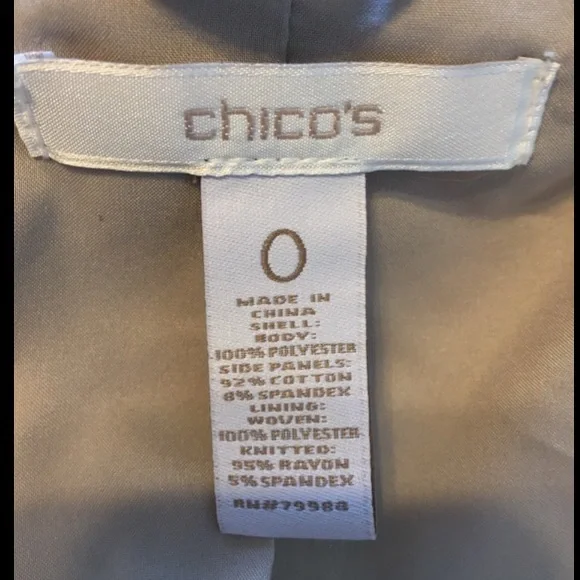 chico's
0
MADE IN
CHINA
SHELL:
BODY:
100% POLYESTER
SIDE PANELS:
92% COTTON
8% SPANDEX
LINING:
WOVEN:
100% POLYESTER
KNITTED:
95% RAYON
5% SPANDEX
RN#79988